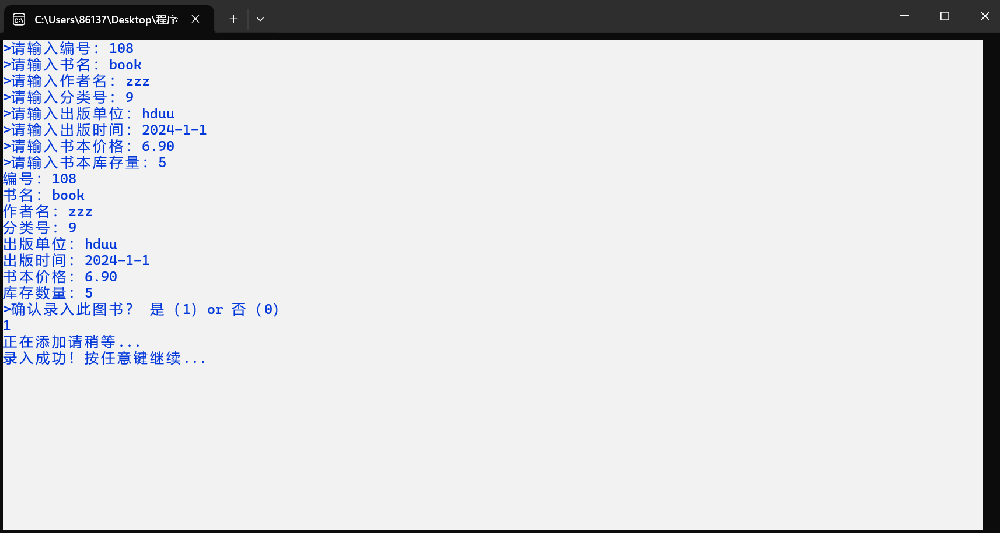 C:\Users\86137\Desktop\程序
>请输入编号：108
>请输入书名：book
>请输入作者名：zzz
>请输入分类号：9
>请输入出版单位：hduu
>请输入出版时间：2024-1-1
>请输入书本价格：6.90
>请输入书本库存量：5
编号：108
书名：book
作者名：zzz
分类号：9
出版单位：hduu
出版时间：2024-1-1
书本价格：6.90
库存数量：5
>确认录入此图书？ 是（1）or 否（0）
1
正在添加请稍等...
录入成功！按任意键继续...